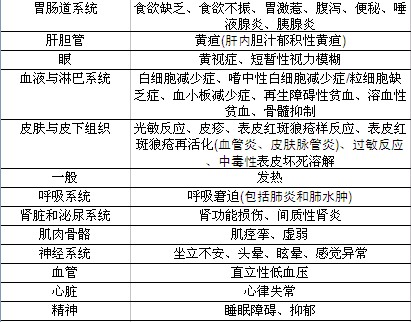 胃肠道系统
食欲缺乏、食欲不振、胃激惹、腹泻、便秘、唾
液腺炎、胰腺炎
肝胆管
黄疸(肝内胆汁郁积性黄疸)
眼
黄视症、短暂性视力模糊
血液与淋巴系统
白细胞减少症、嗜中性白细胞减少症/粒细胞缺
乏症、血小板减少症、再生障碍性贫血、溶血性
贫血、骨髓抑制
皮肤与皮下组织
光敏反应、皮疹、表皮红斑狼疮样反应、表皮红
斑狼疮再活化(血管炎、皮肤脉管炎)、过敏反应
、中毒性表皮坏死溶解
一般
发热
呼吸系统
呼吸窘迫(包括肺炎和肺水肿)
肾脏和泌尿系统
肾功能损伤、间质性肾炎
肌肉骨骼
肌痉挛、虚弱
神经系统
坐立不安、头晕、眩晕、感觉异常
血管
直立性低血压
心脏
心律失常
精神
睡眠障碍、抑郁